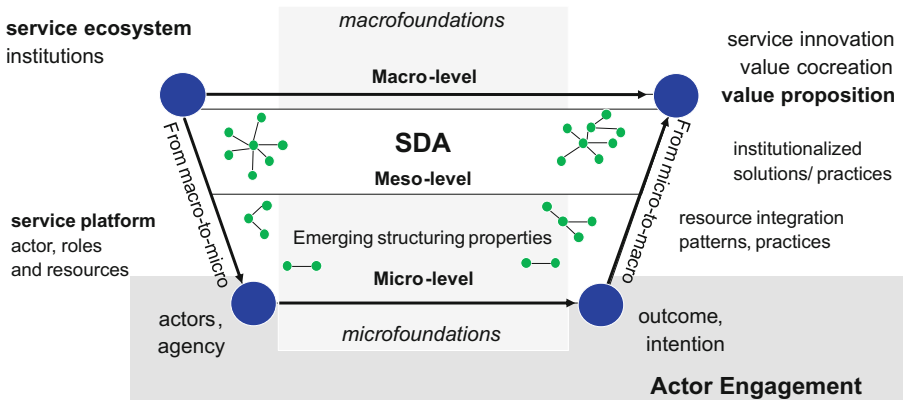 macrofoundations
service ecosystem
institutions
service innovation
value cocreation
value proposition
Macro-level
From macro-to-micro
SDA
From micro-to-macro
institutionalized
solutions/ practices
Meso-level
service platform
actor, roles
and resources
resource integration
patterns, practices
Emerging structuring properties
Micro-level
actors,
agency
microfoundations
outcome,
intention
Actor Engagement